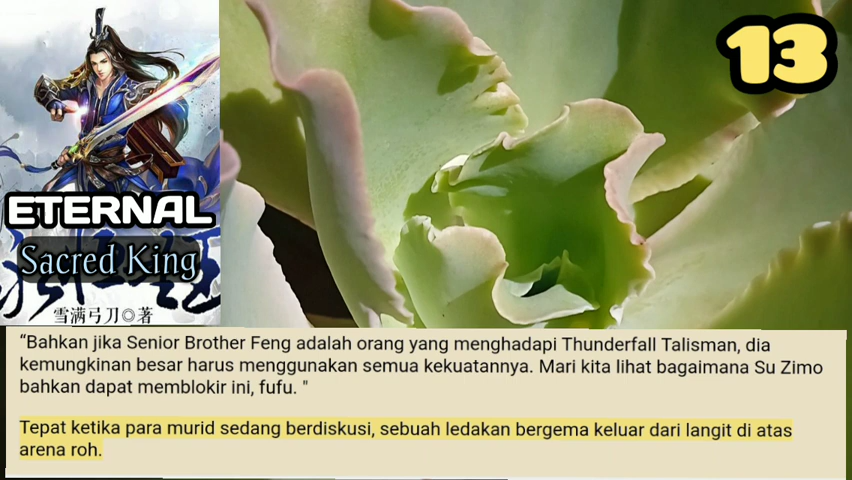 13
ETERNAL
Sacred King
雪满弓刀◎著
“Bahkan jika Senior Brother Feng adalah orang yang menghadapi Thunderfall Talisman, dia
kemungkinan besar harus menggunakan semua kekuatannya. Mari kita lihat bagaimana Su Zimo
bahkan dapat memblokir ini, fufu. "
Tepat ketika para murid sedang berdiskusi, sebuah ledakan bergema keluar dari langit di atas
arena roh.